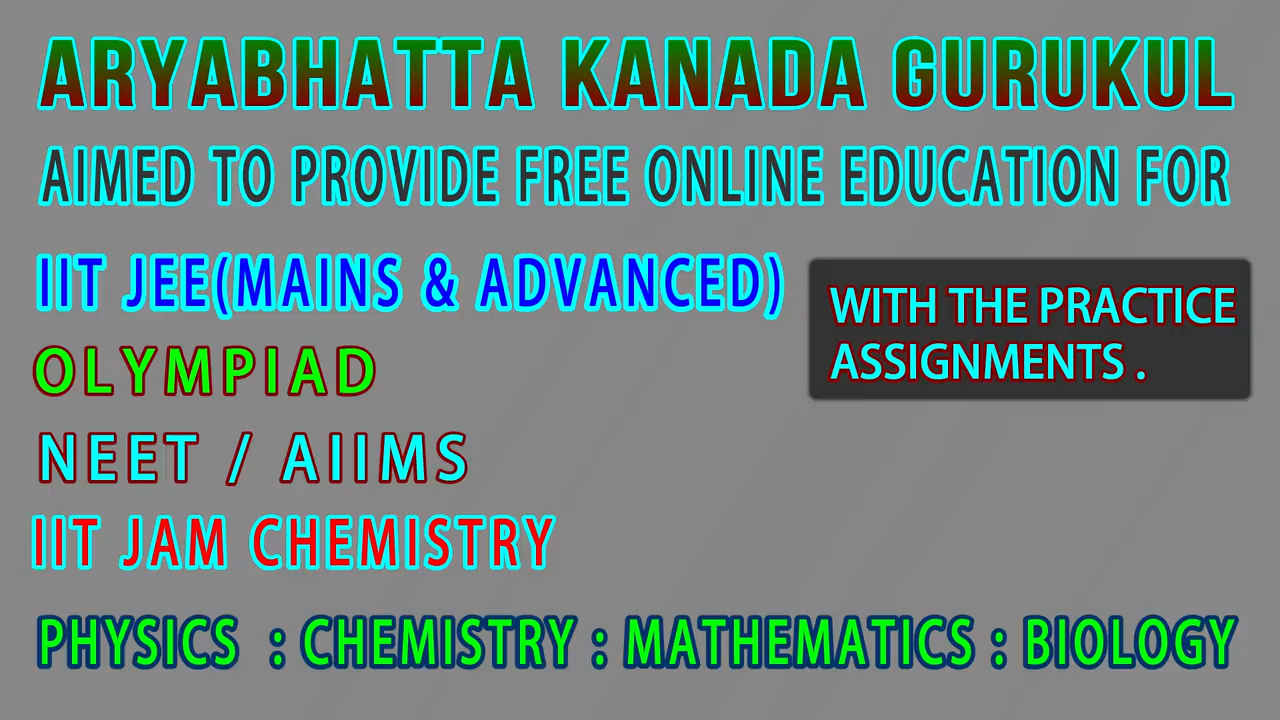 ARYABHATTA KANADA GURUKUL
AIMED TO PROVIDE FREE ONLINE EDUCATION FOR
IIT JEE(MAINS & ADVANCED)
WITH THE PRACTICE
ASSIGNMENTS .
OLYMPIAD
NEET / AIIMS
IIT JAM CHEMISTRY
PHYSICS : CHEMISTRY : MATHEMATICS : BIOLOGY